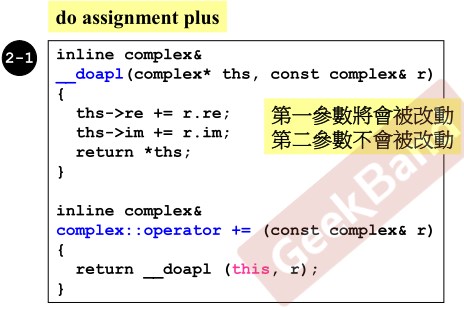 do assignment plus
2-1
inline complex&
__doapl(complex* ths, const complex& r)
{
ths->re += r.re;
ths->im += r.im;
return *ths;
}
第一參數將會被改動
第二參數不會被改動
inline complex&
complex::operator += (const complex& r)
{
return __doapl (this, r);
}